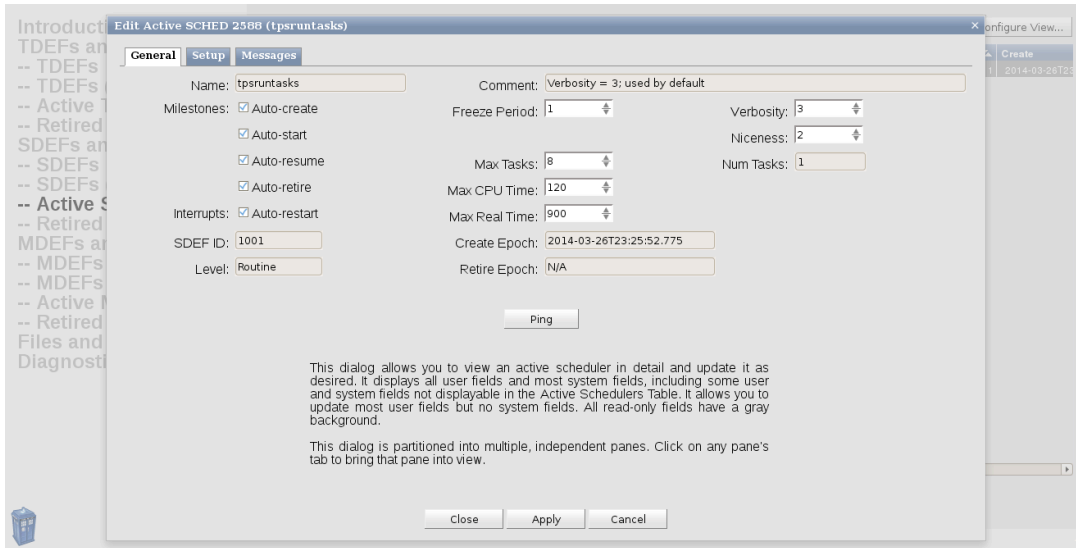 Introduct
TDEFs an
-- TDEFs
-- TDEFs (
-- Active T
-- Retired
SDEFs an
-- SDEFs
-- SDEFs (
-- Active S
-- Retired
MDEFs an
-- MDEFs
-- MDEFs
-- Active M
-- Retired
Files and
Diagnosti
Edit Active SCHED 2588 (tpsruntasks) ×
onfigure View...
Create
1 2014-03-26T23
General Setup Messages
Name: tpsruntasks Comment: Verbosity = 3; used by default
Milestones: Auto-create Freeze Period: 1 Verbosity: 3
Auto-start Niceness: 2
Auto-resume Max Tasks: 8 Num Tasks: 1
Auto-retire Max CPU Time: 120
Interrupts: Auto-restart Max Real Time: 900
SDEF ID: 1001 Create Epoch: 2014-03-26T23:25:52.775
Level: Routine Retire Epoch: N/A
Ping
This dialog allows you to view an active scheduler in detail and update it as
desired. It displays all user fields and most system fields, including some user
and system fields not displayable in the Active Schedulers Table. It allows you to
update most user fields but no system fields. All read-only fields have a gray
background.
This dialog is partitioned into multiple, independent panes. Click on any pane's
tab to bring that pane into view.
Close Apply Cancel